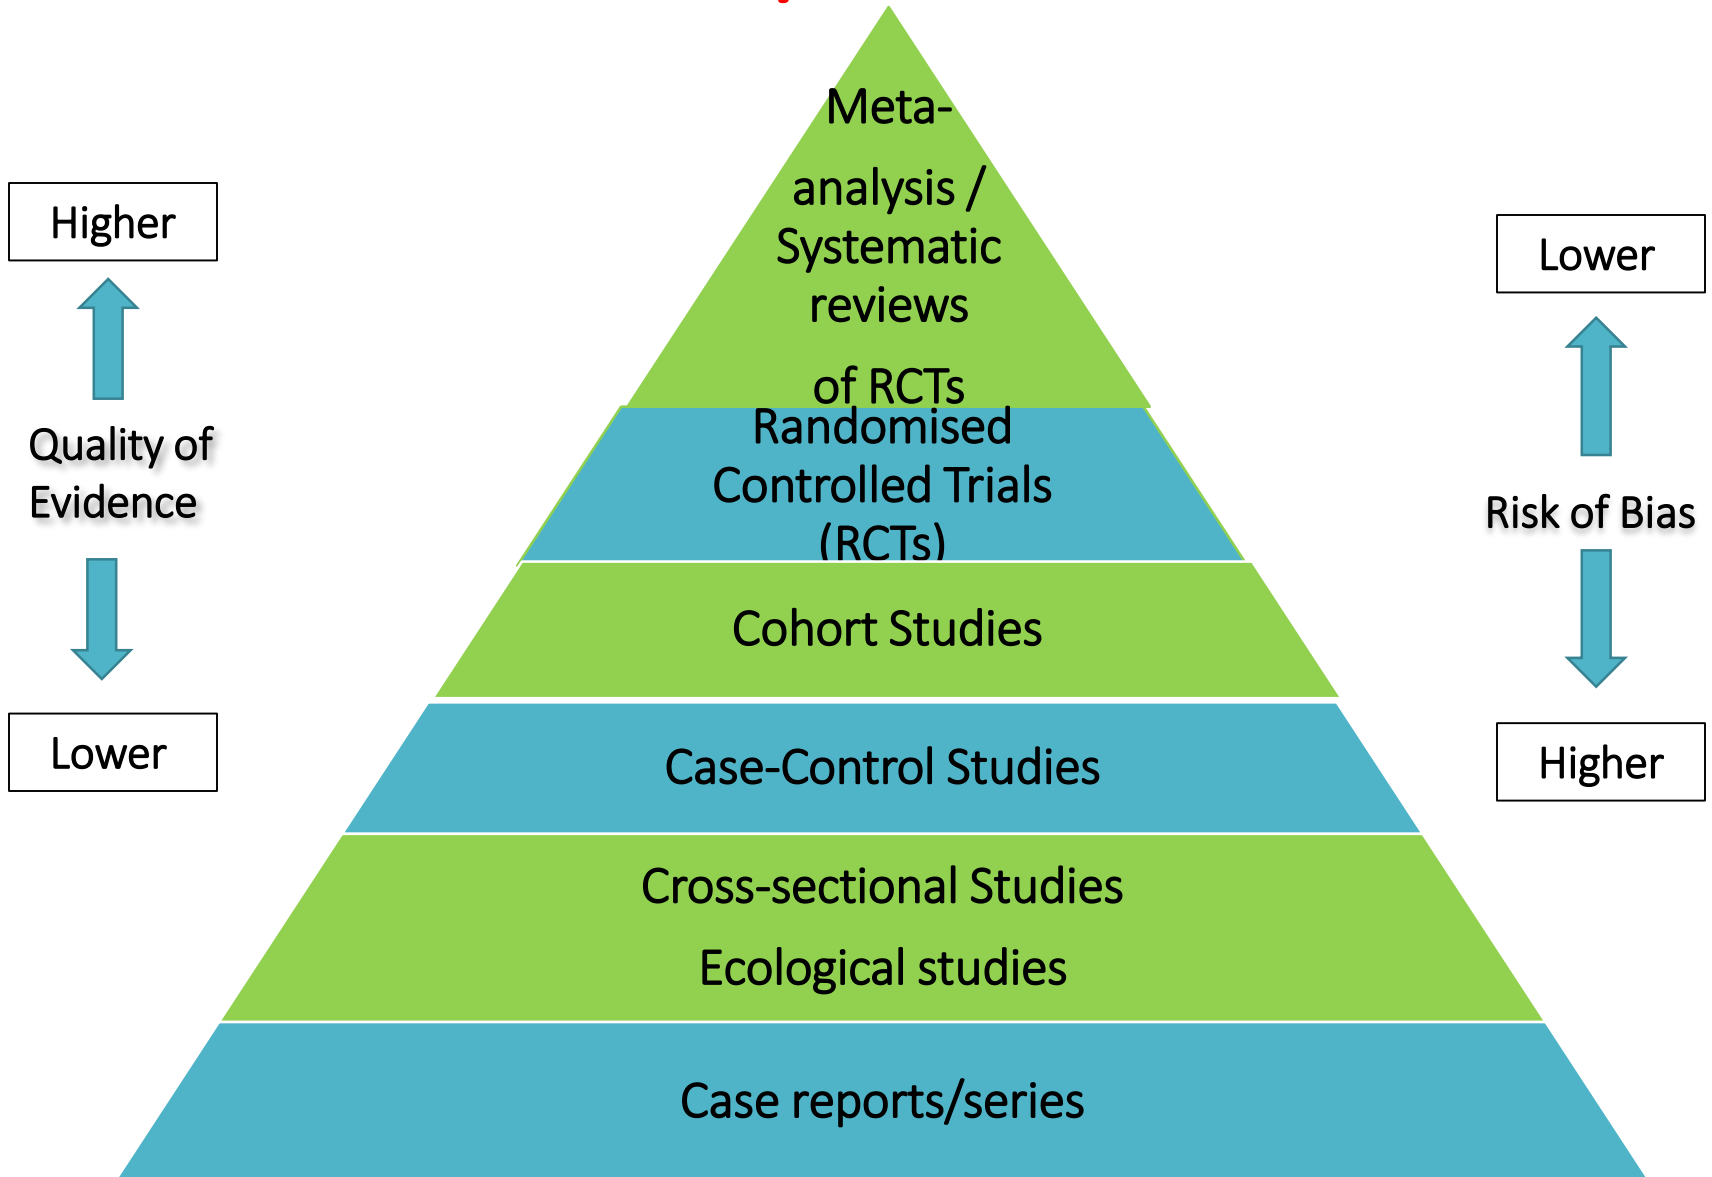 Meta-
analysis /
Systematic
reviews
of RCTs
Randomised
Controlled Trials
(RCTs)
Cohort Studies
Case-Control Studies
Cross-sectional Studies
Ecological studies
Case reports/series
Higher
Quality of
Evidence
Lower
Lower
Risk of Bias
Higher